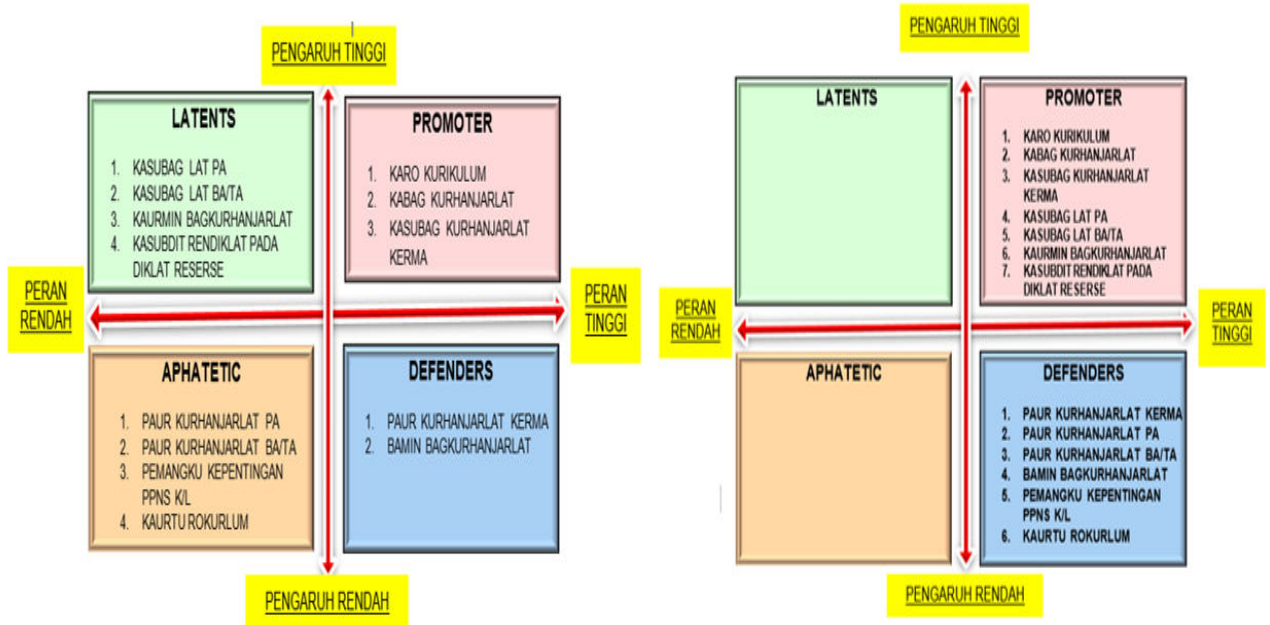 PENGARUH TINGGI
LATENTS
1. KASUBAG LAT PA
2. KASUBAG LAT BA/TA
3. KAURMIN BAGKURHANJARLAT
4. KASUBDIT RENDIKLAT PADA
DIKLAT RESERSE
PROMOTER
1. KARO KURIKULUM
2. KABAG KURHANJARLAT
3. KASUBAG KURHANJARLAT
KERMA
PERAN
RENDAH
PERAN
TINGGI
APHATETIC
1. PAUR KURHANJARLAT PA
2. PAUR KURHANJARLAT BA/TA
3. PEMANGKU KEPENTINGAN
PPNS K/L
4. KAURTU ROKURLUM
DEFENDERS
1. PAUR KURHANJARLAT KERMA
2. BAMIN BAGKURHANJARLAT
PENGARUH RENDAH
PENGARUH TINGGI
LATENTS
PROMOTER
1. KARO KURIKULUM
2. KABAG KURHANJARLAT
3. KASUBAG KURHANJARLAT
KERMA
4. KASUBAG LAT PA
5. KASUBAG LAT BA/TA
6. KAURMIN BAGKURHANJARLAT
7. KASUBDIT RENDIKLAT PADA
DIKLAT RESERSE
PERAN
RENDAH
PERAN
TINGGI
APHATETIC
DEFENDERS
1. PAUR KURHANJARLAT KERMA
2. PAUR KURHANJARLAT PA
3. PAUR KURHANJARLAT BA/TA
4. BAMIN BAGKURHANJARLAT
5. PEMANGKU KEPENTINGAN
PPNS K/L
6. KAURTU ROKURLUM
PENGARUH RENDAH